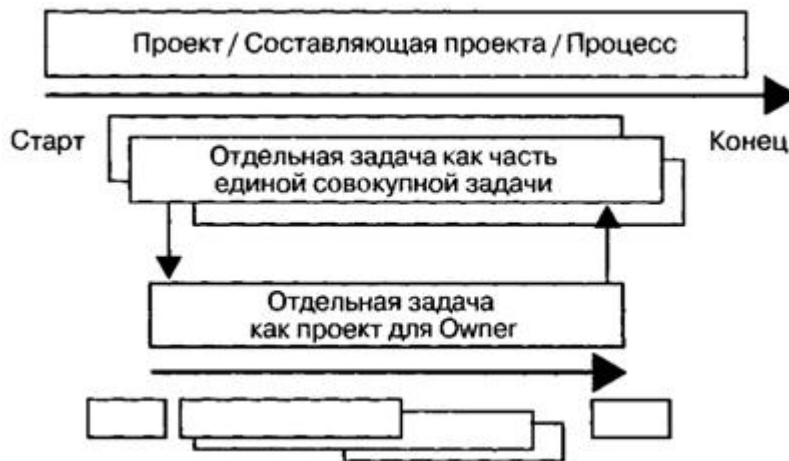 Проект / Составляющая проекта / Процесс
Старт
Конец
Отдельная задача как часть
единой совокупной задачи
Отдельная задача
как проект для Owner